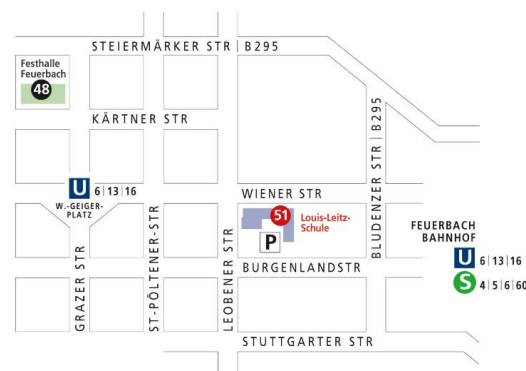 STEIERMÄRKER STR | B295
Festhalle
Feuerbach
48
KÄRTNER STR
U 6|13|16
W.-GEIGER-
PLATZ
WIENER STR
51
Louis-Leitz-
Schule
P
BURGENLANDSTR
STUTTGARTER STR
GRAZER STR
ST-PÖLTENER-STR
LEOBENER STR
BLUDENZER STR | B295
FEUERBACH
BAHNHOF
U 6|13|16
S 4|5|6|60